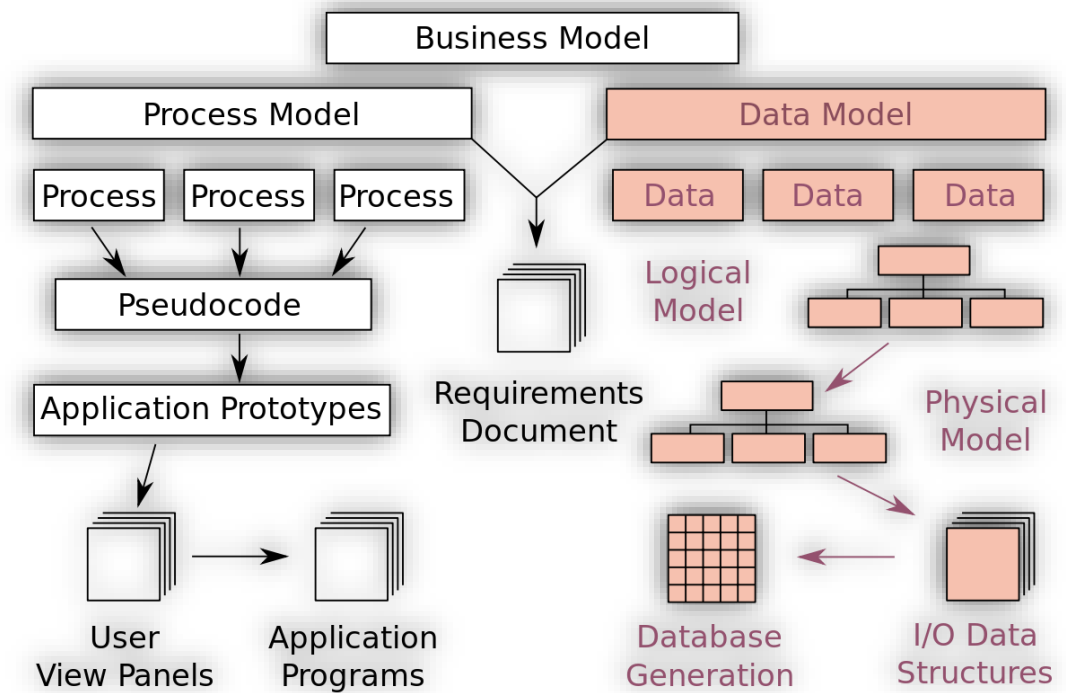 Business Model
Process Model
Data Model
Process
Process
Process
Data
Data
Data
Pseudocode
Logical
Model
Application Prototypes
Requirements
Document
Physical
Model
User
View Panels
Application
Programs
Database
Generation
I/O Data
Structures